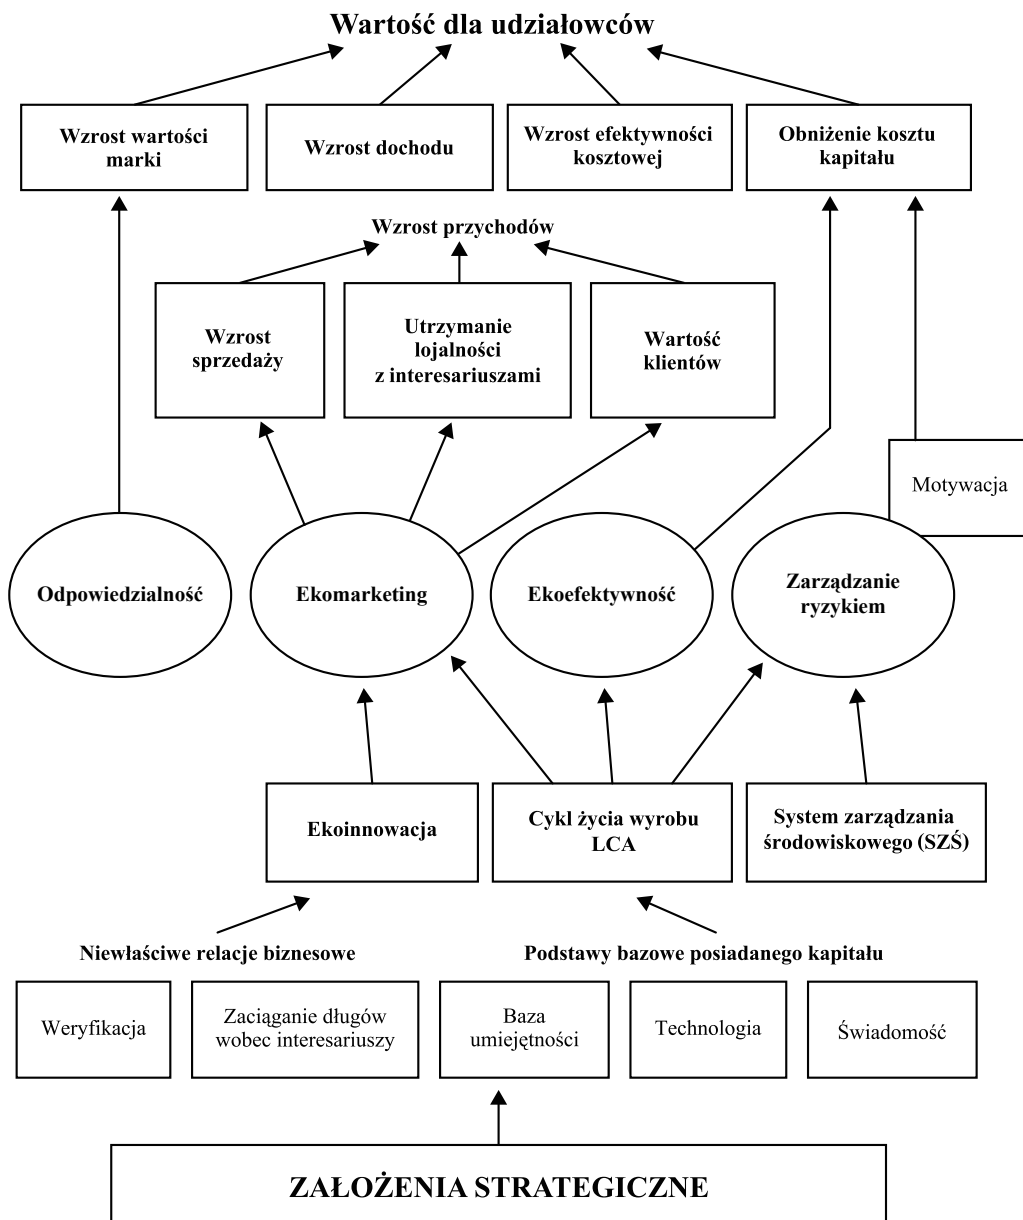 Wartość dla udziałowców
Wzrost wartości
marki
Wzrost dochodu
Wzrost efektywności
kosztowej
Obniżenie kosztu
kapitału
Wzrost przychodów
Wzrost
sprzedaży
Utrzymanie
lojalności
z interesariuszami
Wartość
klientów
Motywacja
Odpowiedzialność
Ekomarketing
Ekoefektywność
Zarządzanie
ryzykiem
Ekoinnowacja
Cykl życia wyrobu
LCA
System zarządzania
środowiskowego (SZŚ)
Niewłaściwe relacje biznesowe
Podstawy bazowe posiadanego kapitału
Weryfikacja
Zaciąganie długów
wobec interesariuszy
Baza
umiejętności
Technologia
Świadomość
ZAŁOŻENIA STRATEGICZNE